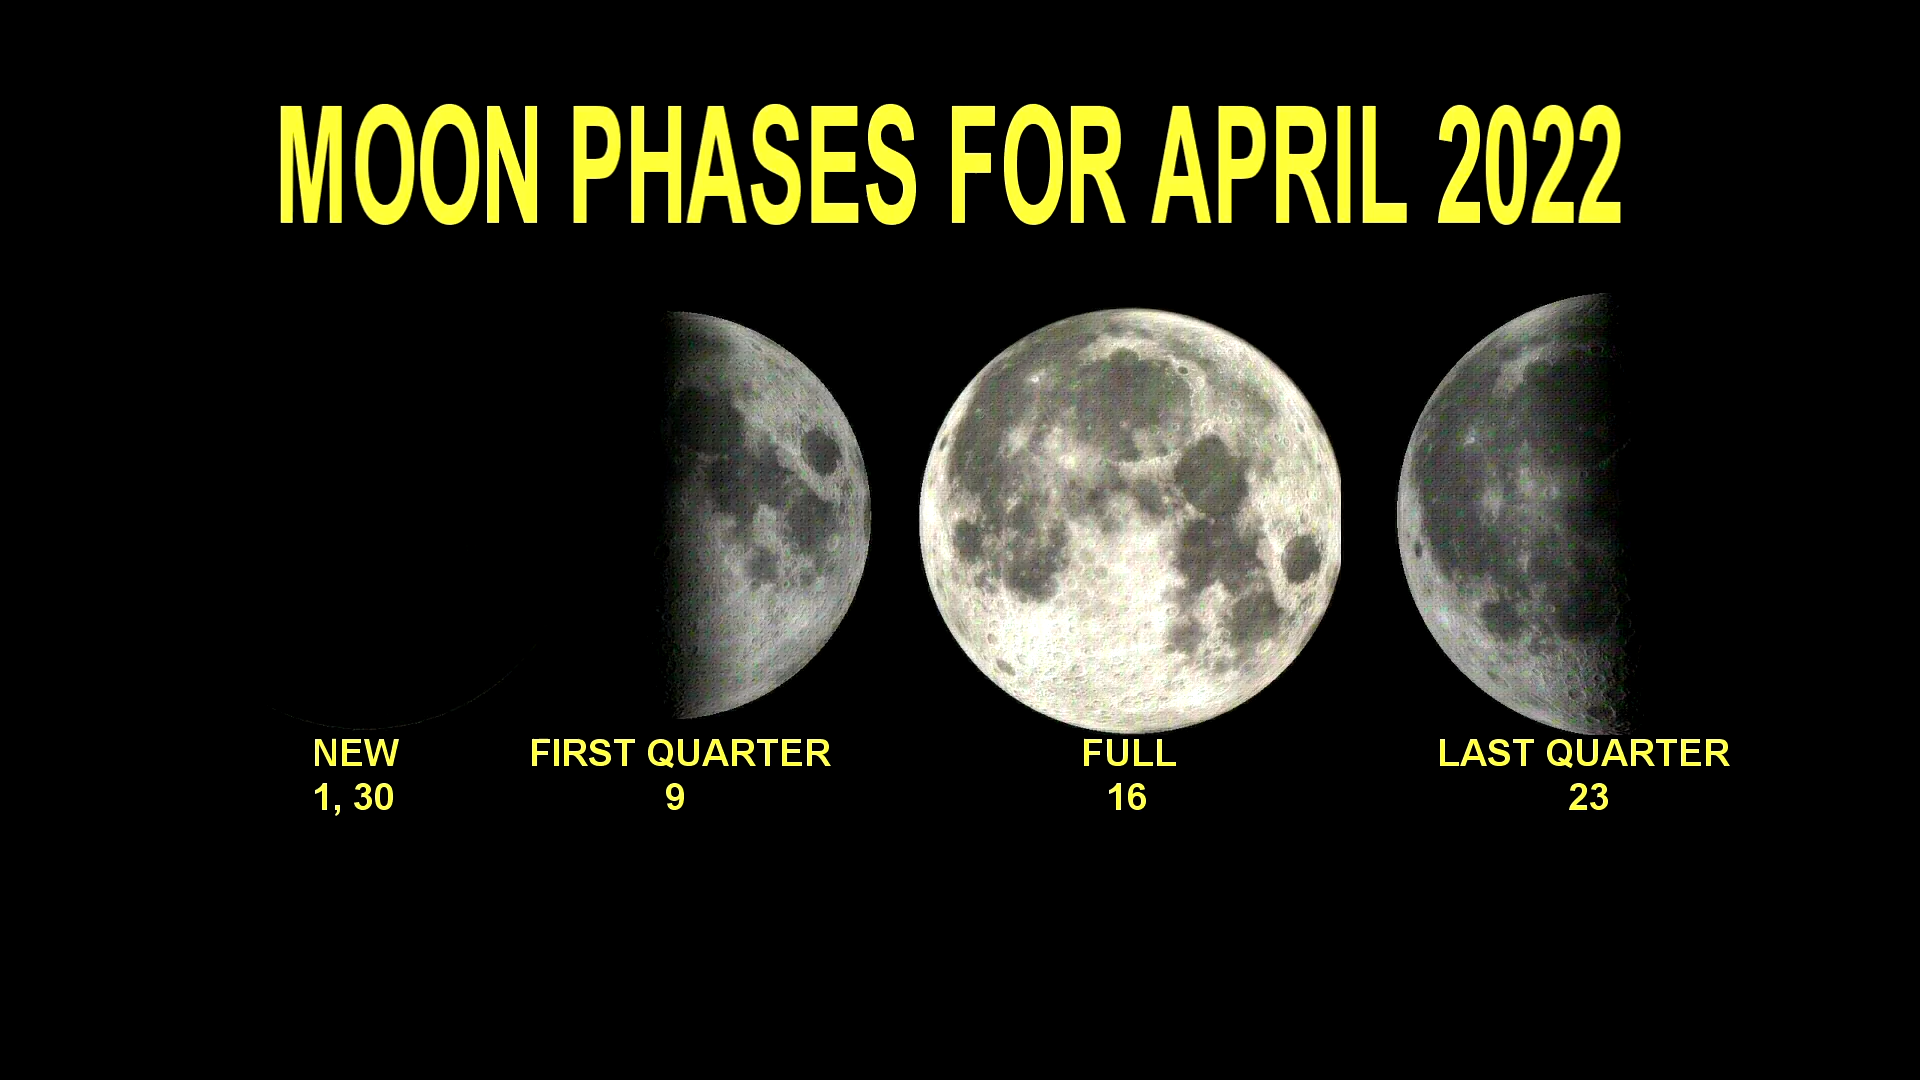 MOON PHASES FOR APRIL 2022
NEW
1, 30
FIRST QUARTER
9
FULL
16
LAST QUARTER
23